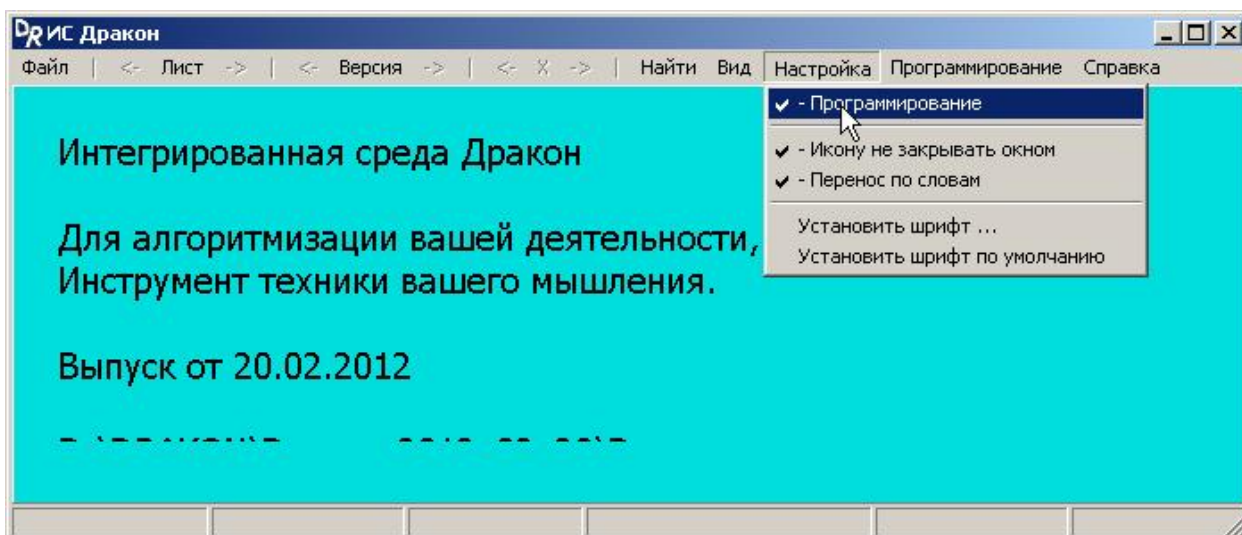 DR ИС Дракон
Файл | <- Лист -> | <- Версия -> | <- X -> | Найти Вид Настройка Программирование Справка
✔ - Программирование
✔ - Икону не закрывать окном
✔ - Перенос по словам
Установить шрифт ...
Установить шрифт по умолчанию
Интегрированная среда Дракон
Для алгоритмизации вашей деятельности,
Инструмент техники вашего мышления.
Выпуск от 20.02.2012